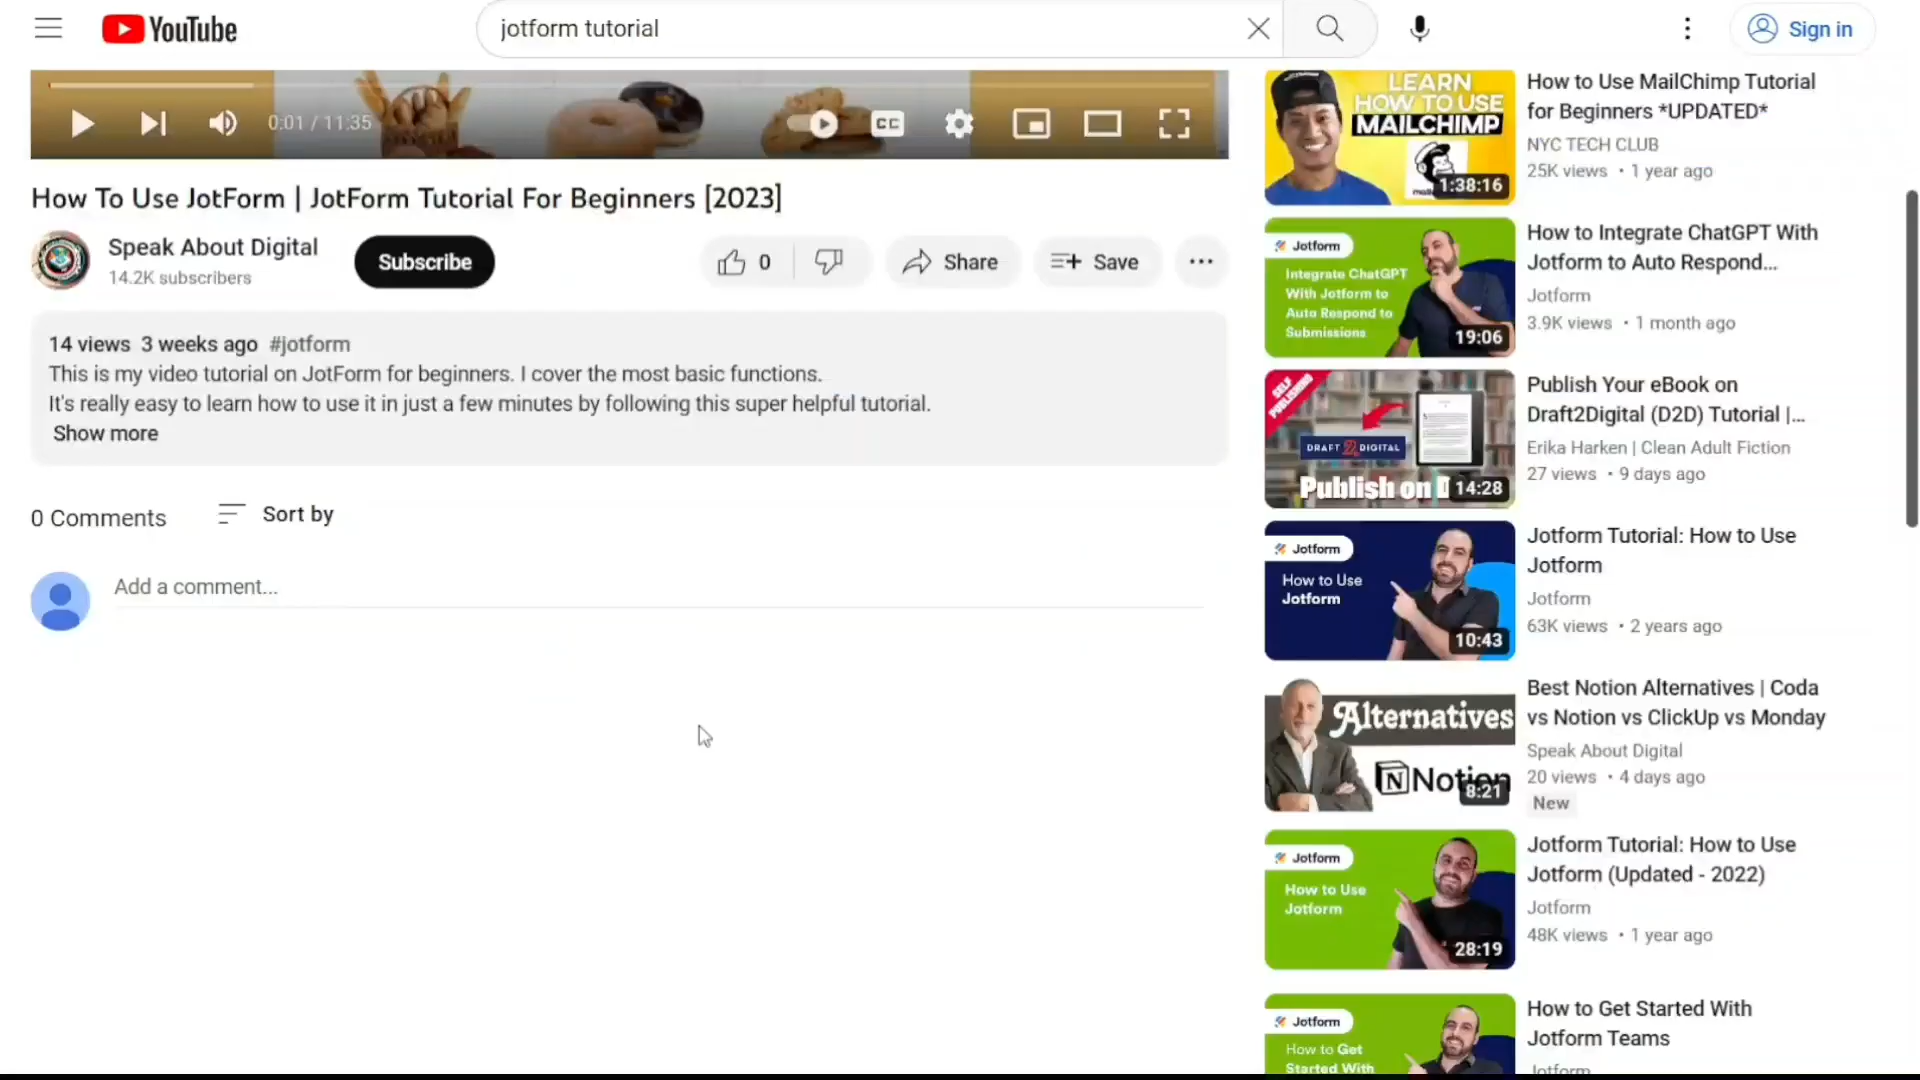 YouTube
jotform tutorial
Sign in
0:01 / 11:35
CC
How To Use JotForm | JotForm Tutorial For Beginners [2023]
Speak About Digital
14.2K subscribers
Subscribe
0
Share
Save
14 views 3 weeks ago #jotform
This is my video tutorial on JotForm for beginners. I cover the most basic functions.
It's really easy to learn how to use it in just a few minutes by following this super helpful tutorial.
Show more
0 Comments
Sort by
Add a comment...
LEARN
HOW TO USE
MAILCHIMP
1:38:16
How to Use MailChimp Tutorial
for Beginners *UPDATED*
NYC TECH CLUB
25K views • 1 year ago
Jotform
Integrate ChatGPT
With Jotform to
Auto Respond to
Submissions
19:06
How to Integrate ChatGPT With
Jotform to Auto Respond...
Jotform
3.9K views • 1 month ago
SELF
PUBLISHING
DRAFT 2 DIGITAL
Publish on
14:28
Publish Your eBook on
Draft2Digital (D2D) Tutorial |...
Erika Harken | Clean Adult Fiction
27 views • 9 days ago
Jotform
How to Use
Jotform
10:43
Jotform Tutorial: How to Use
Jotform
Jotform
63K views • 2 years ago
Alternatives
Notion
8:21
Best Notion Alternatives | Coda
vs Notion vs ClickUp vs Monday
Speak About Digital
20 views • 4 days ago
New
Jotform
How to Use
Jotform
28:19
Jotform Tutorial: How to Use
Jotform (Updated - 2022)
Jotform
48K views • 1 year ago
Jotform
How to Get
Started With
How to Get Started With
Jotform Teams
Jotform